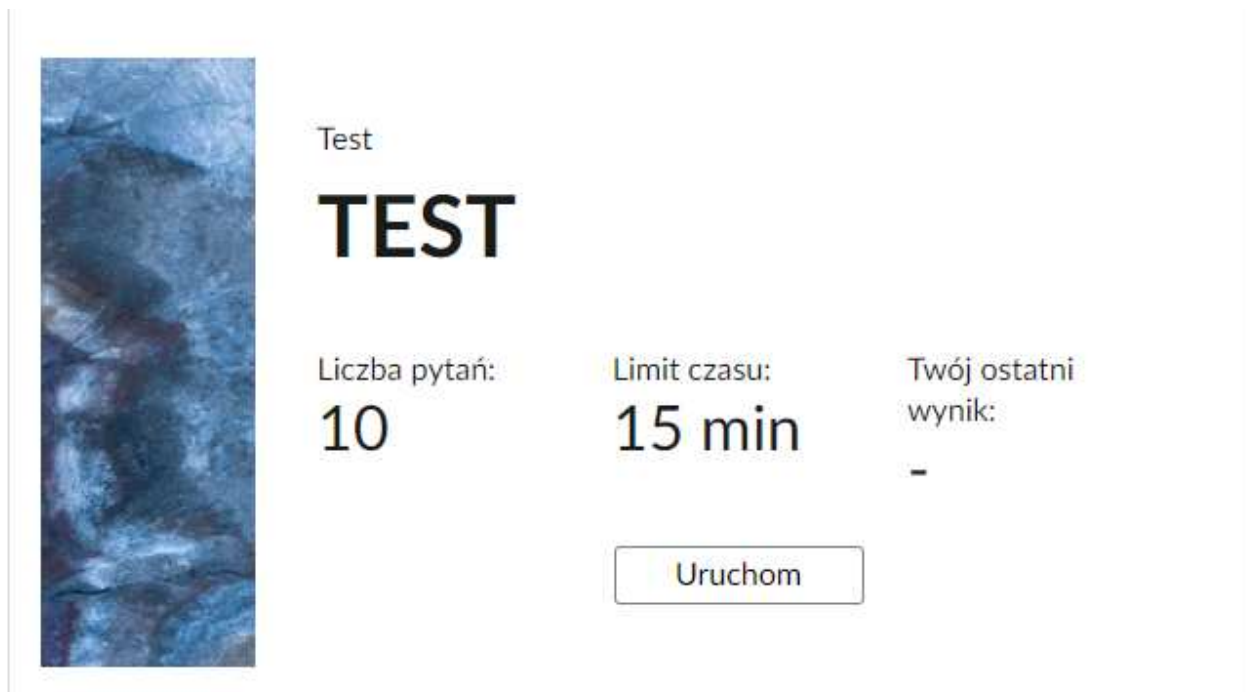 Test
TEST
Liczba pytań:
10
Limit czasu:
15 min
Twój ostatni
wynik:
-
Uruchom